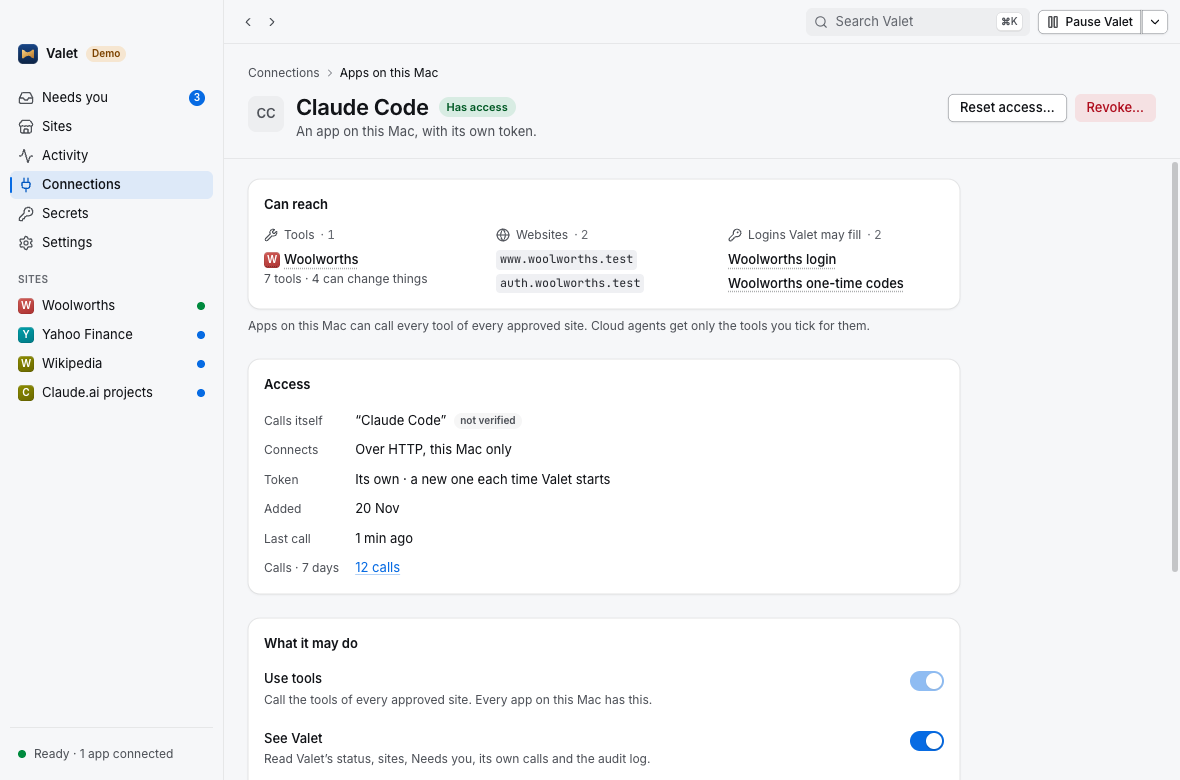 Search Valet
⌘K
Pause Valet
Valet
Demo
Needs you
3
Sites
Activity
Connections
Secrets
Settings
SITES
W Woolworths
Y Yahoo Finance
W Wikipedia
C Claude.ai projects
Ready · 1 app connected
Connections > Apps on this Mac
CC
Claude Code
Has access
An app on this Mac, with its own token.
Reset access...
Revoke...
Can reach
Tools · 1
W Woolworths
7 tools · 4 can change things
Websites · 2
www.woolworths.test
auth.woolworths.test
Logins Valet may fill · 2
Woolworths login
Woolworths one-time codes
Apps on this Mac can call every tool of every approved site. Cloud agents get only the tools you tick for them.
Access
Calls itself “Claude Code” not verified
Connects Over HTTP, this Mac only
Token Its own · a new one each time Valet starts
Added 20 Nov
Last call 1 min ago
Calls · 7 days 12 calls
What it may do
Use tools
Call the tools of every approved site. Every app on this Mac has this.
See Valet
Read Valet’s status, sites, Needs you, its own calls and the audit log.